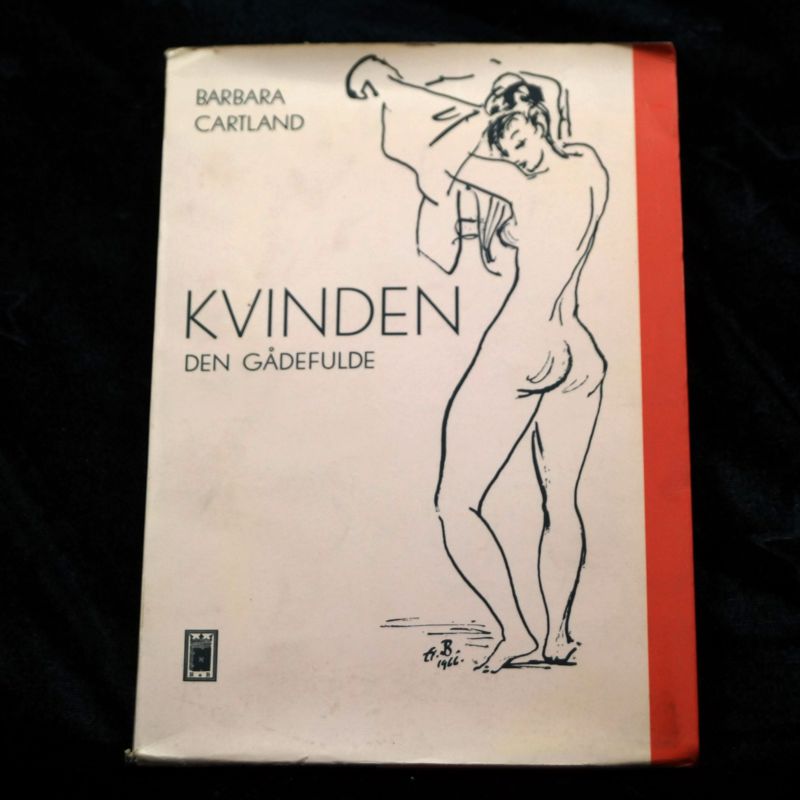 BARBARA
CARTLAND
KVINDEN
DEN GÅDEFULDE
1966.